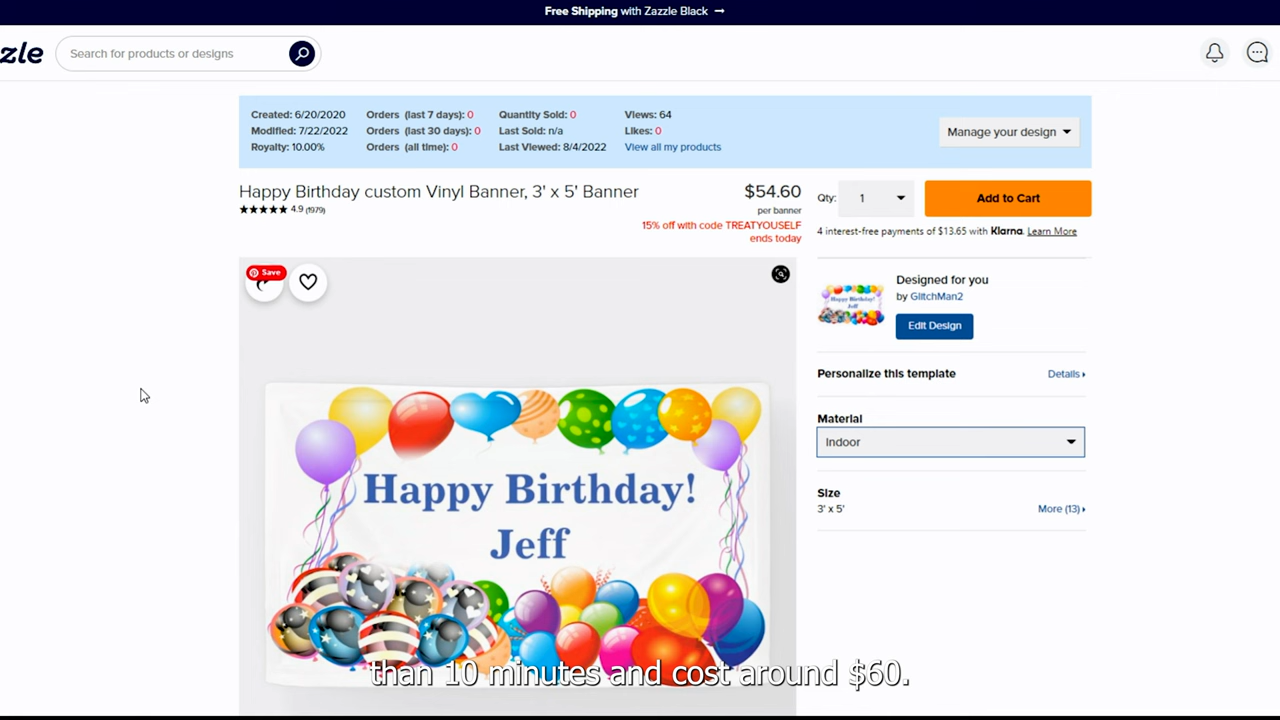 Free Shipping with Zazzle Black →
zle
Search for products or designs
Created: 6/20/2020
Modified: 7/22/2022
Royalty: 10.00%
Orders (last 7 days): 0
Orders (last 30 days): 0
Orders (all time): 0
Quantity Sold: 0
Last Sold: n/a
Last Viewed: 8/4/2022
Views: 64
Likes: 0
View all my products
Manage your design
Happy Birthday custom Vinyl Banner, 3' x 5' Banner
★★★★★ 4.9 (1979)
$54.60
per banner
15% off with code TREATYOUSELF
ends today
Qty: 1
Add to Cart
4 interest-free payments of $13.65 with Klarna. Learn More
Save
Happy Birthday!
Jeff
Designed for you
by GlitchMan2
Edit Design
Personalize this template
Details
Material
Indoor
Size
3' x 5'
More (13)
Happy Birthday!
Jeff
than 10 minutes and cost around $60.